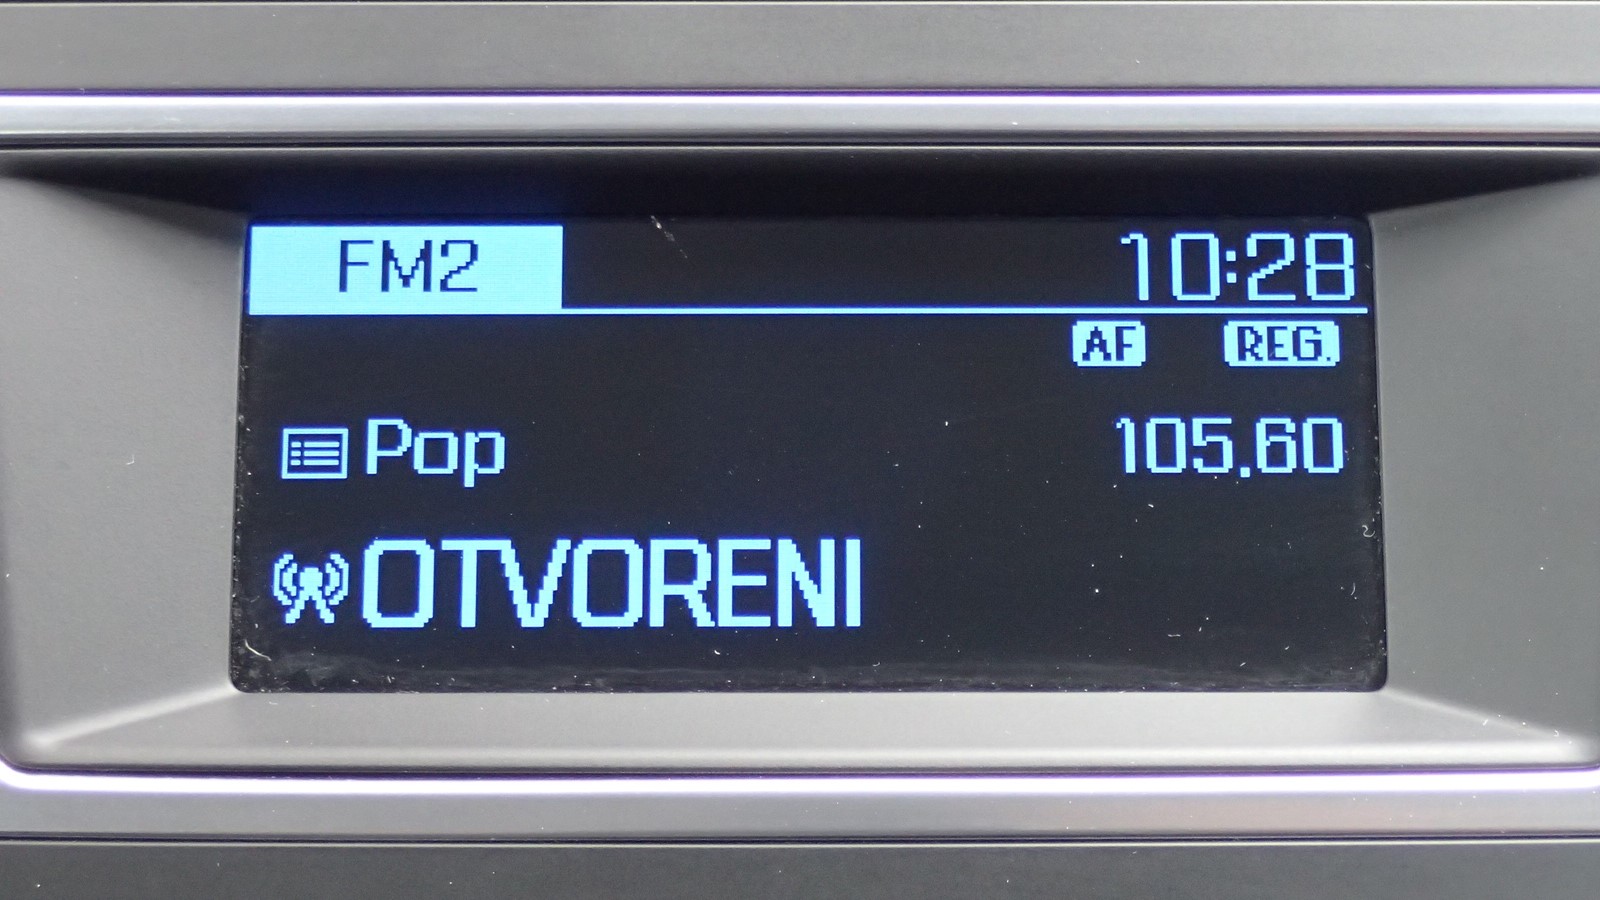 FM2 10:28
AF REG.
Pop 105.60
OTVORENI